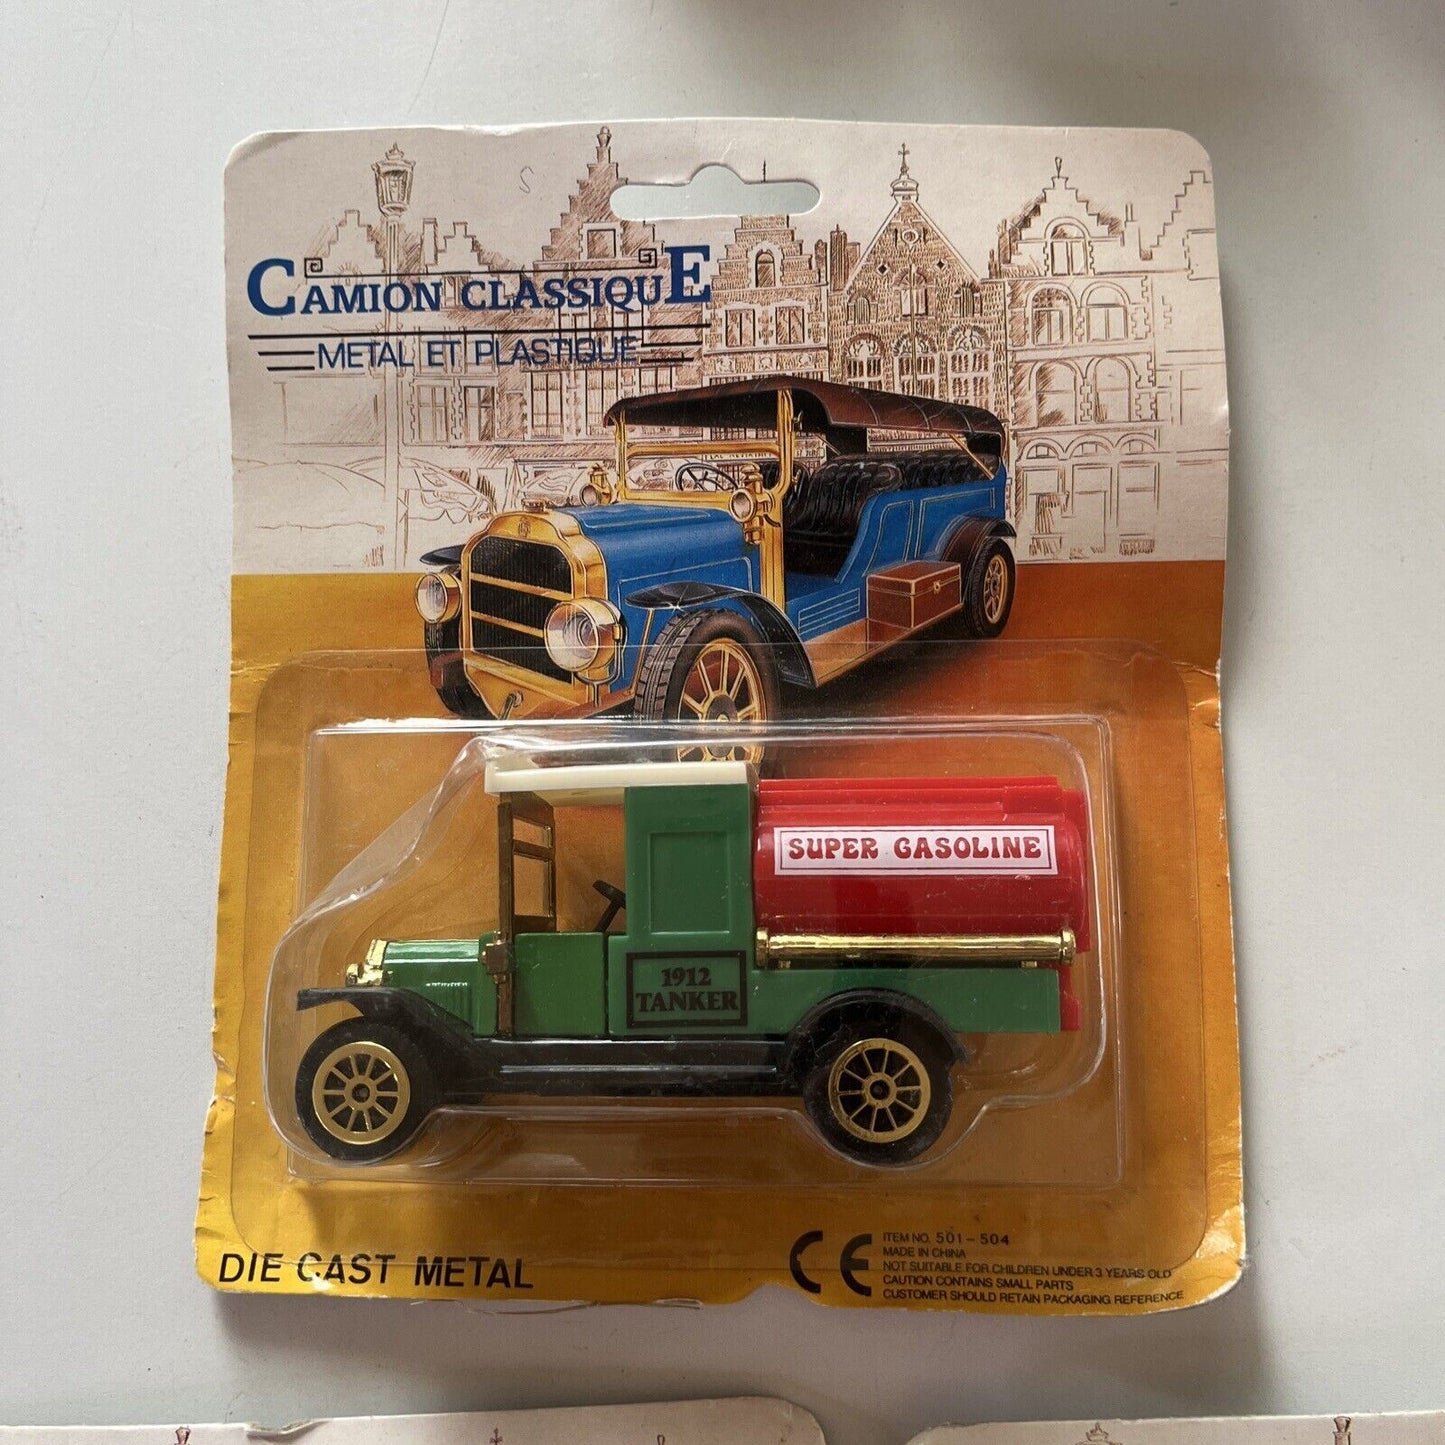 CAMION CLASSIQUE
METAL ET PLASTIQUE
SUPER GASOLINE
1912
TANKER
DIE CAST METAL
CE
ITEM NO. 501-504
MADE IN CHINA
NOT SUITABLE FOR CHILDREN UNDER 3 YEARS OLD
CAUTION CONTAINS SMALL PARTS
CUSTOMER SHOULD RETAIN PACKAGING REFERENCE